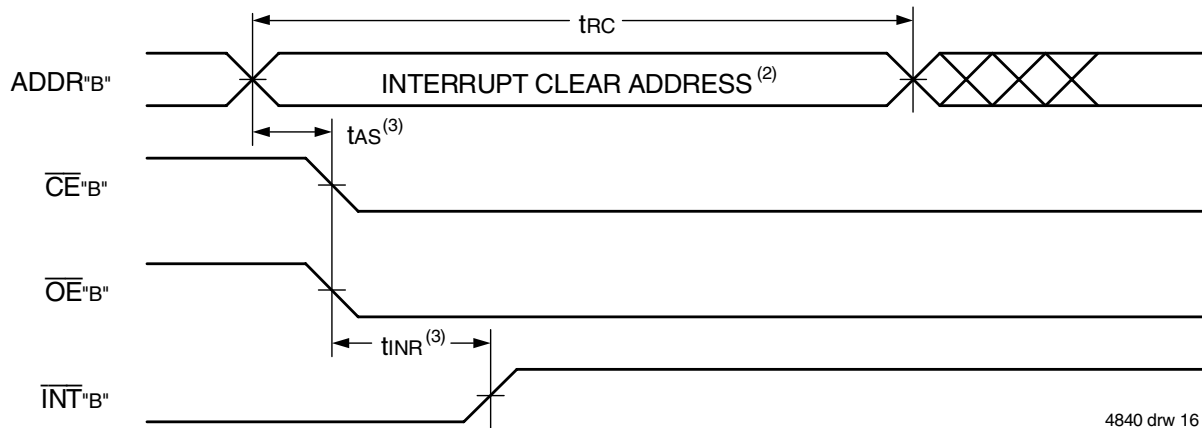 tRC
ADDR"B"
INTERRUPT CLEAR ADDRESS (2)
tAS(3)
CE"B"
OE"B"
tINR(3)
INT"B"
4840 drw 16